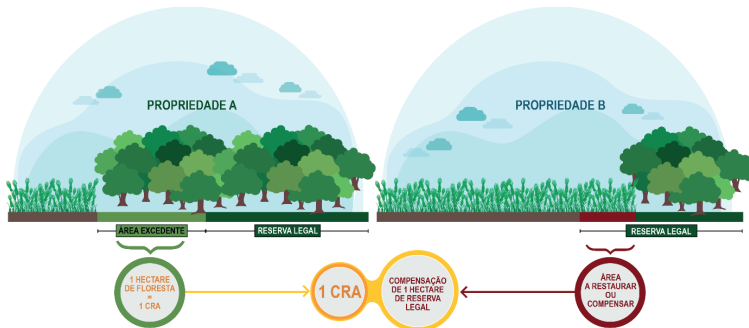 PROPRIEDADE A
PROPRIEDADE B
ÁREA EXCEDENTE
RESERVA LEGAL
RESERVA LEGAL
1 HECTARE
DE FLORESTA
=
1 CRA
1 CRA
COMPENSAÇÃO
DE 1 HECTARE
DE RESERVA
LEGAL
ÁREA
A RESTAURAR
OU
COMPENSAR